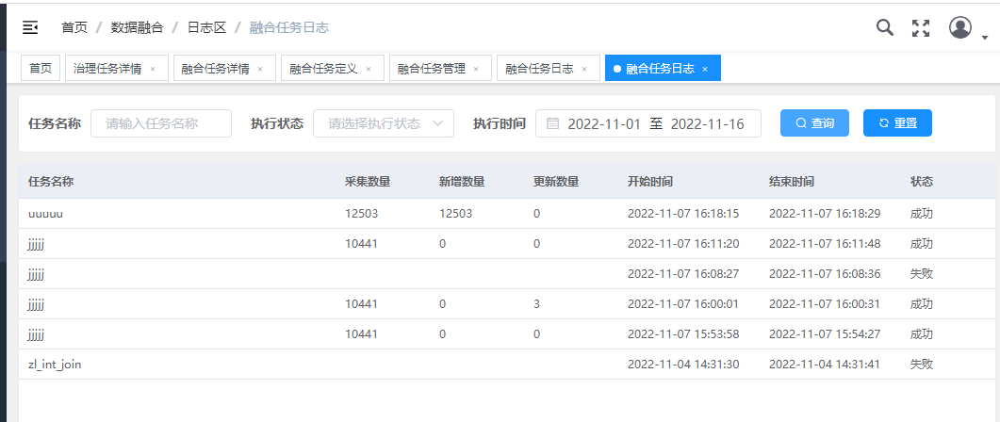 首页 / 数据融合 / 日志区 / 融合任务日志
首页 治理任务详情 × 融合任务详情 × 融合任务定义 × 融合任务管理 × 融合任务日志 × 融合任务日志 ×
任务名称 请输入任务名称 执行状态 请选择执行状态 执行时间 2022-11-01 至 2022-11-16 查询 重置
任务名称 采集数量 新增数量 更新数量 开始时间 结束时间 状态
uuuuu 12503 12503 0 2022-11-07 16:18:15 2022-11-07 16:18:29 成功
jjjjj 10441 0 0 2022-11-07 16:11:20 2022-11-07 16:11:48 成功
jjjjj 2022-11-07 16:08:27 2022-11-07 16:08:36 失败
jjjjj 10441 0 3 2022-11-07 16:00:01 2022-11-07 16:00:31 成功
jjjjj 10441 0 0 2022-11-07 15:53:58 2022-11-07 15:54:27 成功
zl_int_join 2022-11-04 14:31:30 2022-11-04 14:31:41 失败